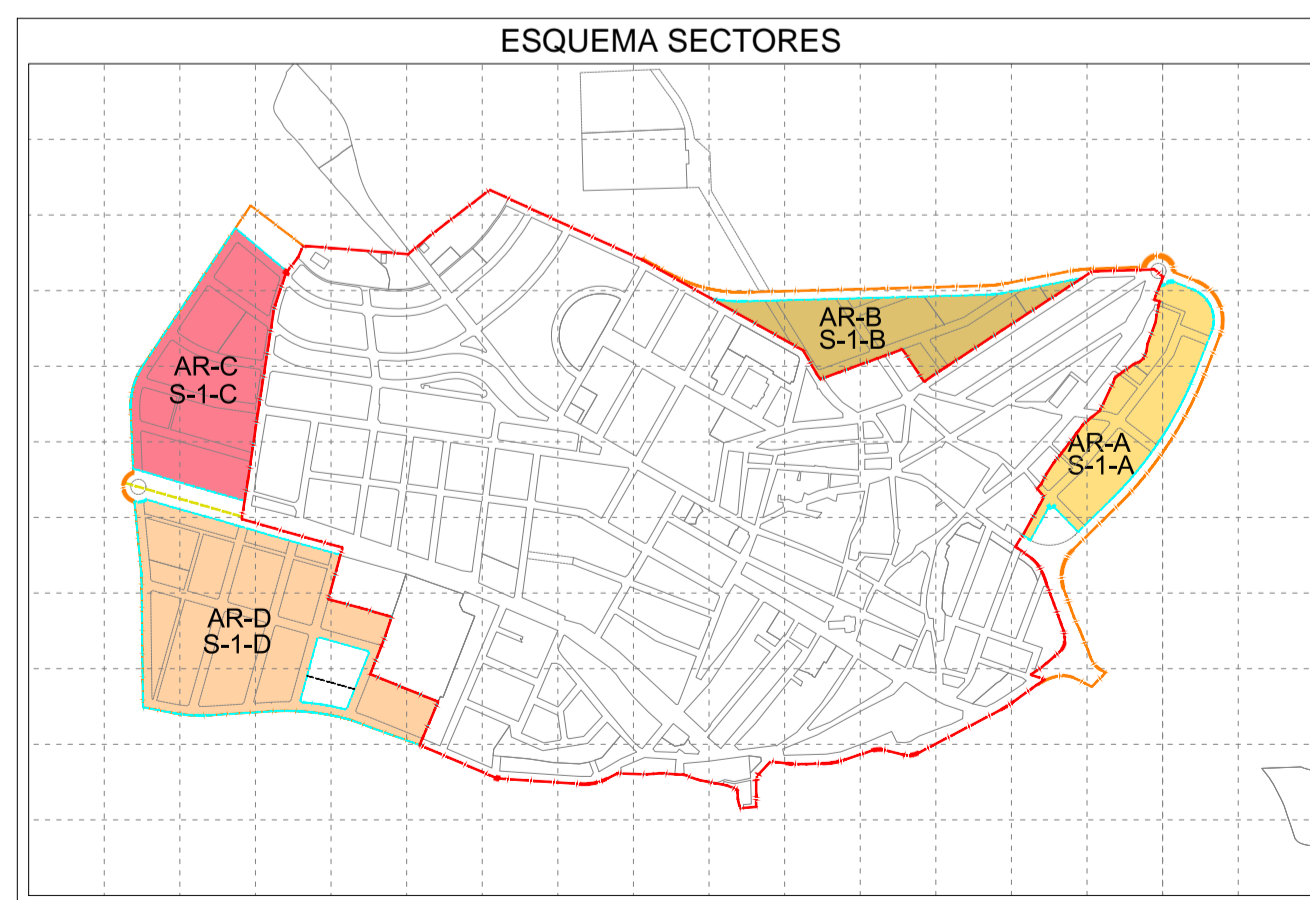 ESQUEMA SECTORES
AR-B
S-1-B
AR-C
S-1-C
AR-A
S-1-A
AR-D
S-1-D